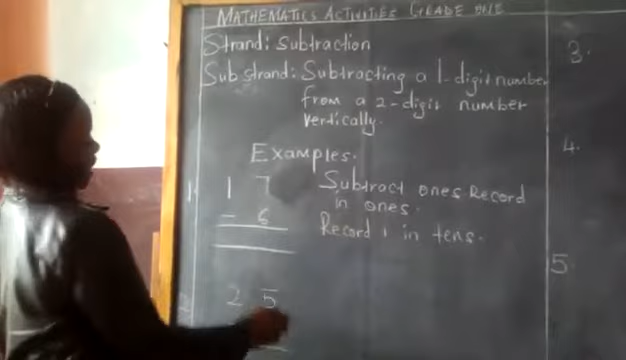 MATHEMATICS ACTIVITIES GRADE ONE
Strand: Subtraction
Sub strand: Subtracting a 1-digit number
from a 2-digit number
vertically.
Examples.
1. 1 7
- 6
Subtract ones Record
in ones.
Record 1 in tens.
2 5
3.
4.
5.